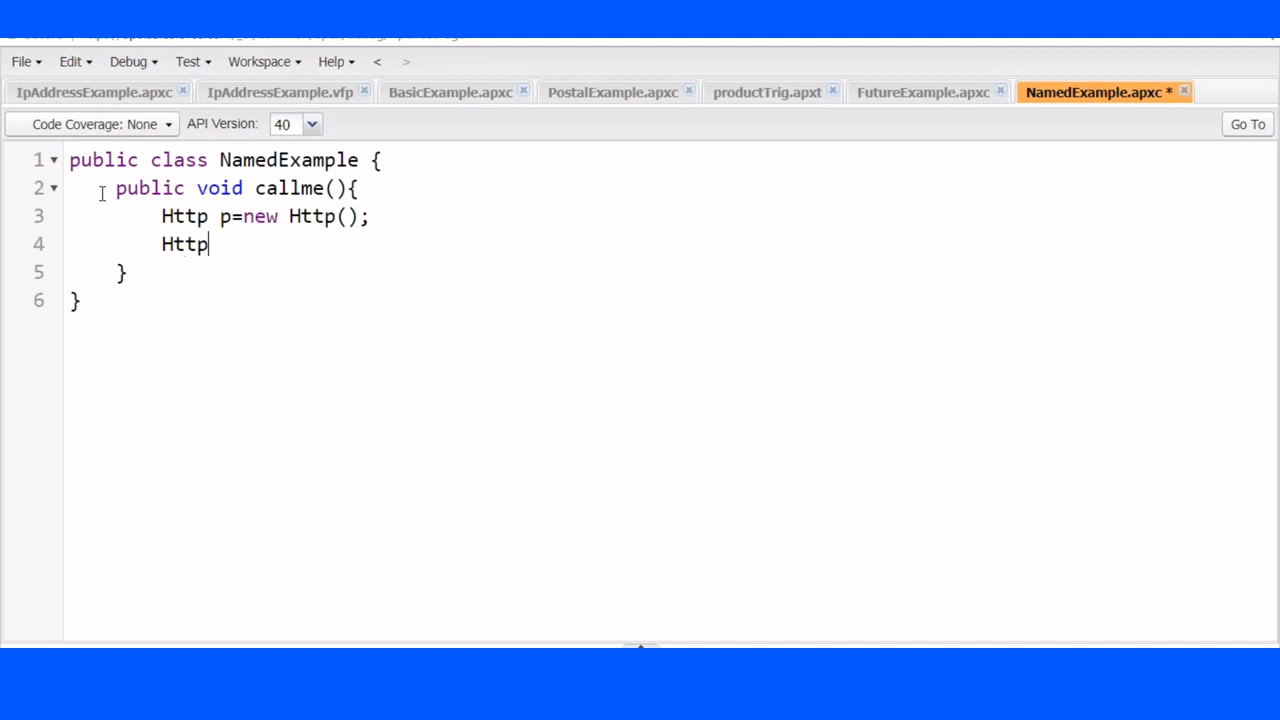 File Edit Debug Test Workspace Help < >
IpAddressExample.apxc IpAddressExample.vfp BasicExample.apxc PostalExample.apxc productTrig.apxt FutureExample.apxc NamedExample.apxc *
Code Coverage: None API Version: 40 Go To
1 public class NamedExample {
2 public void callme(){
3 Http p=new Http();
4 Http
5 }
6 }